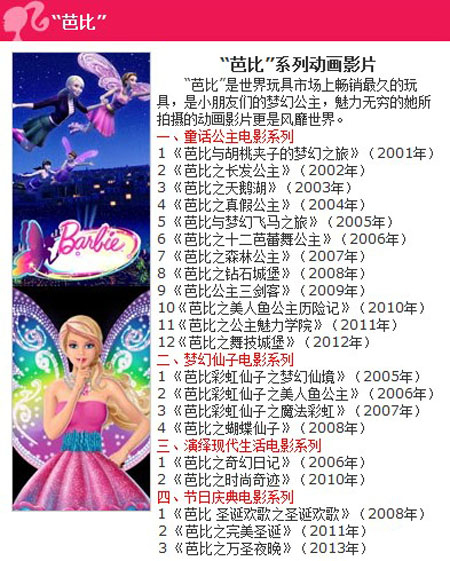 “芭比”
“芭比”系列动画影片
“芭比”是世界玩具市场上畅销最久的玩
具，是小朋友们的梦幻公主，魅力无穷的她所
拍摄的动画影片更是风靡世界。
一、童话公主电影系列
1《芭比与胡桃夹子的梦幻之旅》（2001年）
2《芭比之长发公主》（2002年）
3《芭比之天鹅湖》（2003年）
4《芭比之真假公主》（2004年）
5《芭比与梦幻飞马之旅》（2005年）
6《芭比之十二芭蕾舞公主》（2006年）
7《芭比之森林公主》（2007年）
8《芭比之钻石城堡》（2008年）
9《芭比公主三剑客》（2009年）
10《芭比之美人鱼公主历险记》（2010年）
11《芭比之公主魅力学院》（2011年）
12《芭比之舞技城堡》（2012年）
二、梦幻仙子电影系列
1《芭比彩虹仙子之梦幻仙境》（2005年）
2《芭比彩虹仙子之美人鱼公主》（2006年）
3《芭比彩虹仙子之魔法彩虹》（2007年）
4《芭比之蝴蝶仙子》（2008年）
三、演绎现代生活电影系列
1《芭比之奇幻日记》（2006年）
2《芭比之时尚奇迹》（2010年）
四、节日庆典电影系列
1《芭比 圣诞欢歌之圣诞欢歌》（2008年）
2《芭比之完美圣诞》（2011年）
3《芭比之万圣夜晚》（2013年）
Barbie